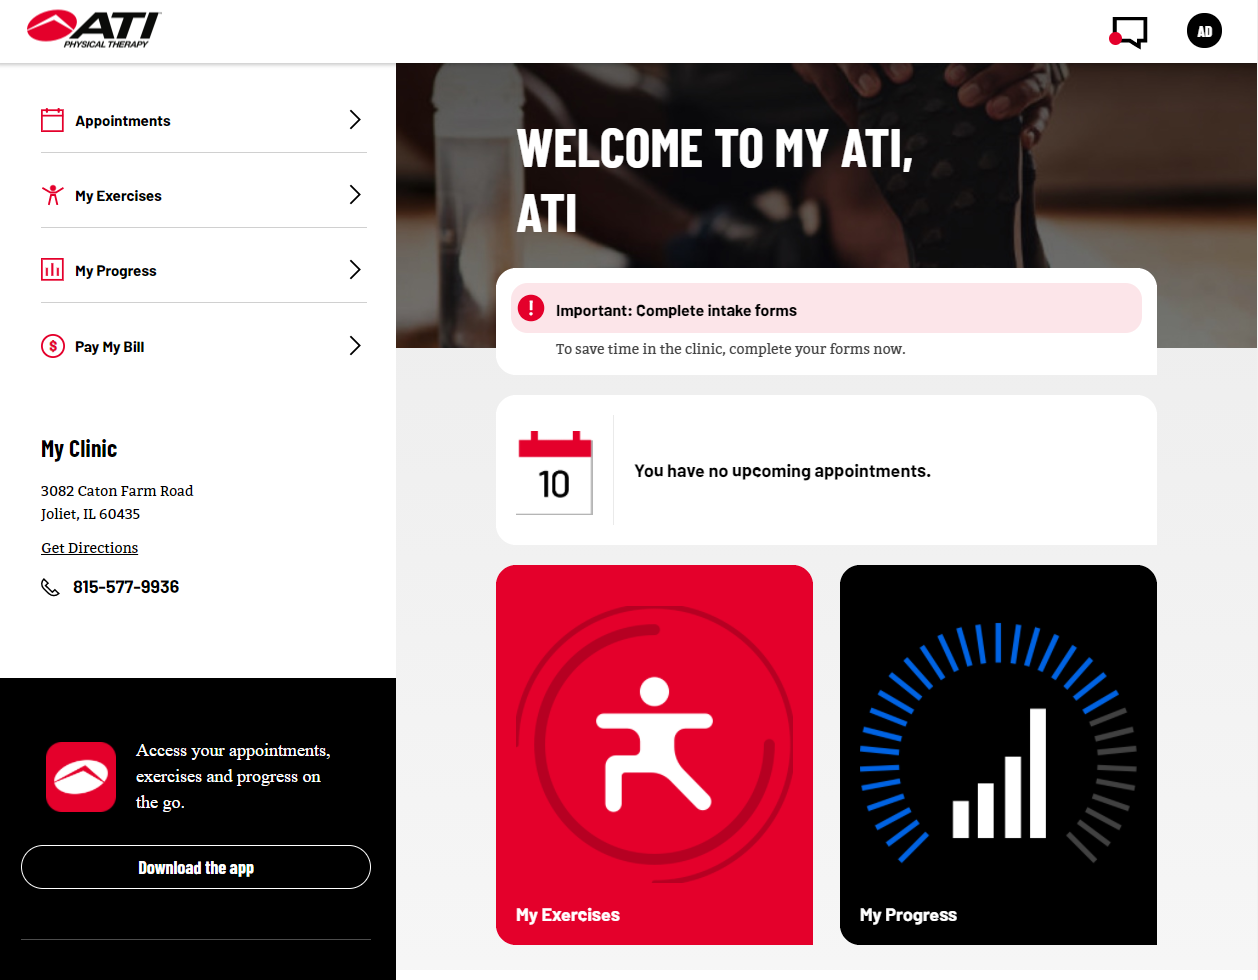 ATI
PHYSICAL THERAPY
AD
Appointments
My Exercises
My Progress
$
Pay My Bill
My Clinic
3082 Caton Farm Road
Joliet, IL 60435
Get Directions
815-577-9936
Access your appointments,
exercises and progress on
the go.
Download the app
WELCOME TO MY ATI,
ATI
! Important: Complete intake forms
To save time in the clinic, complete your forms now.
10
You have no upcoming appointments.
My Exercises
My Progress